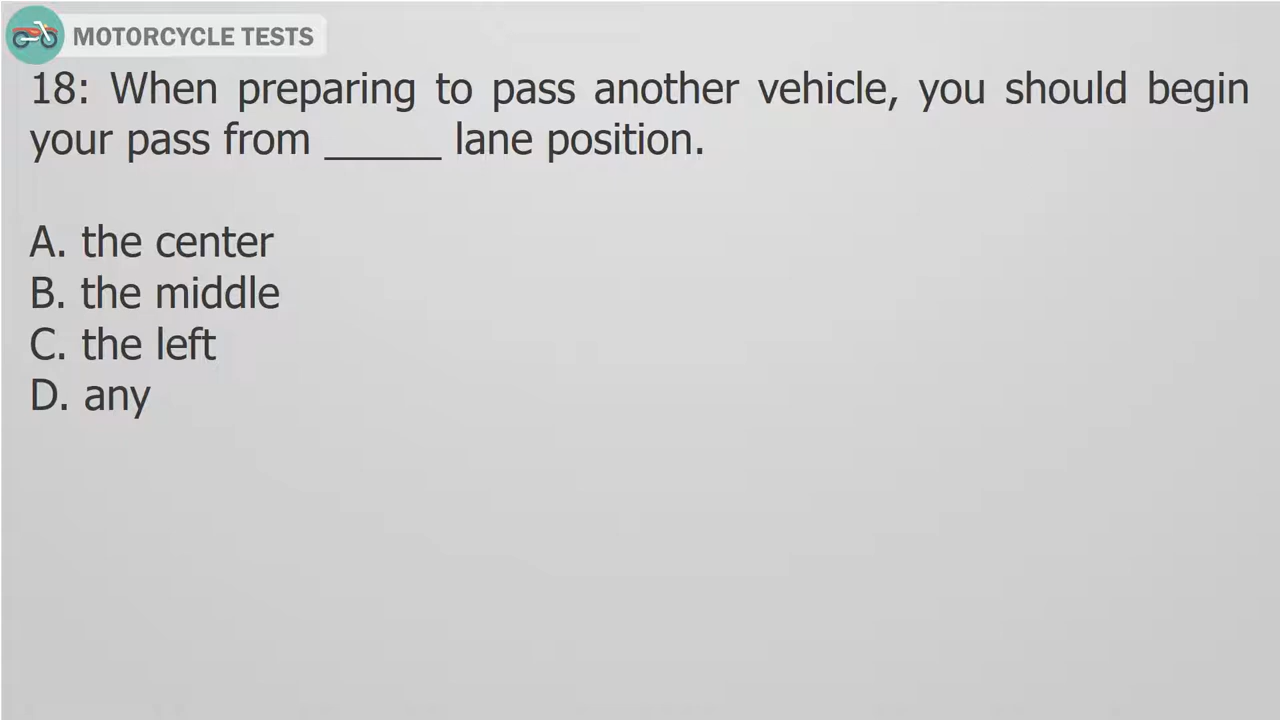 MOTORCYCLE TESTS
18: When preparing to pass another vehicle, you should begin
your pass from _____ lane position.
A. the center
B. the middle
C. the left
D. any